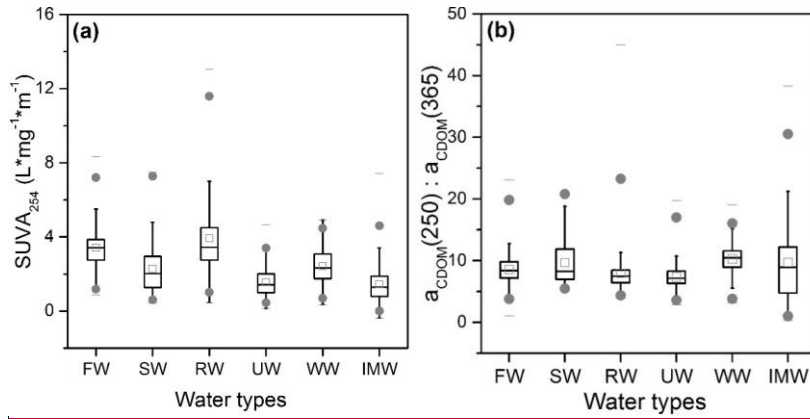 (a)
SUVA254 (L*mg-1*m-1)
16
12
8
4
0
FW SW RW UW WW IMW
Water types
(b)
aCDOM(250) : aCDOM(365)
50
40
30
20
10
0
FW SW RW UW WW IMW
Water types